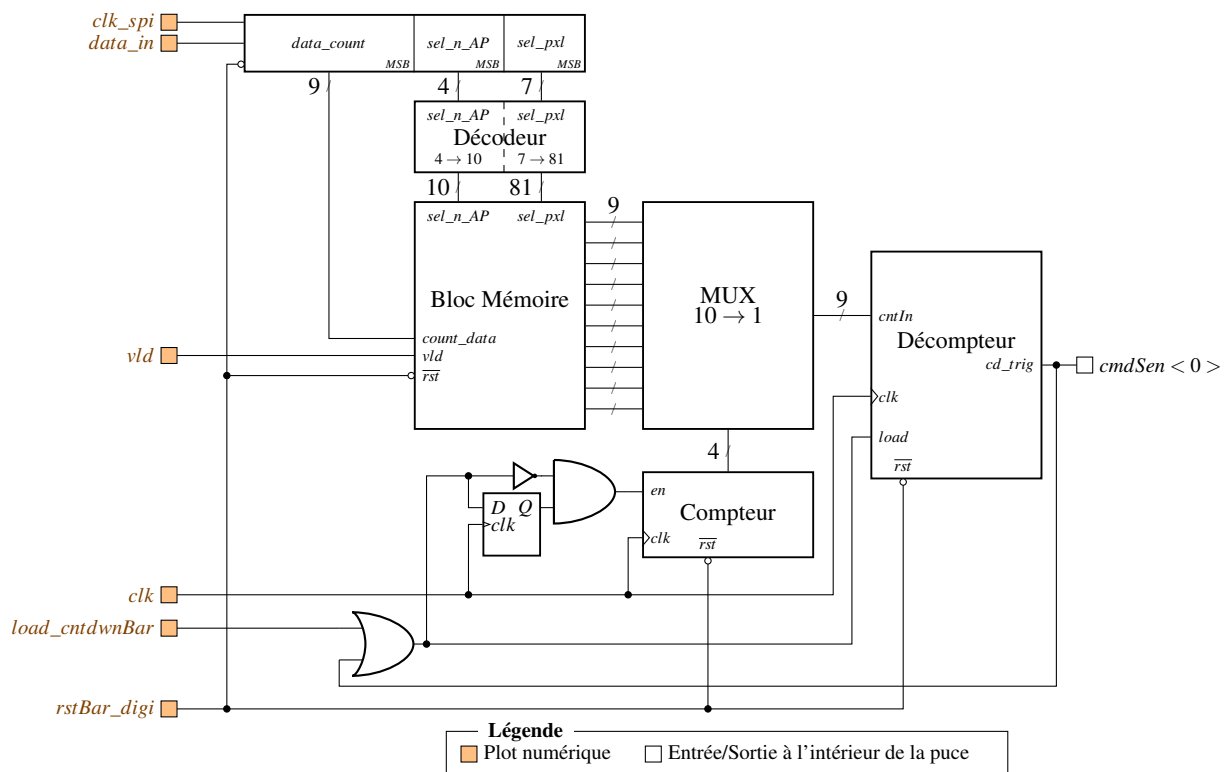 clk_spi
data_in
data_count
MSB
sel_n_AP
MSB
sel_pxl
MSB
9
4
7
sel_n_AP
sel_pxl
Décodeur
4 → 10
7 → 81
10
81
sel_n_AP
sel_pxl
Bloc Mémoire
count_data
vld
rst
vld
9
MUX
10 → 1
9
cntIn
Décompteur
cd_trig
clk
load
rst
cmdSen < 0 >
4
D Q
clk
en
Compteur
clk
rst
clk
load_cntdwnBar
rstBar_digi
Légende
Plot numérique
Entrée/Sortie à l'intérieur de la puce